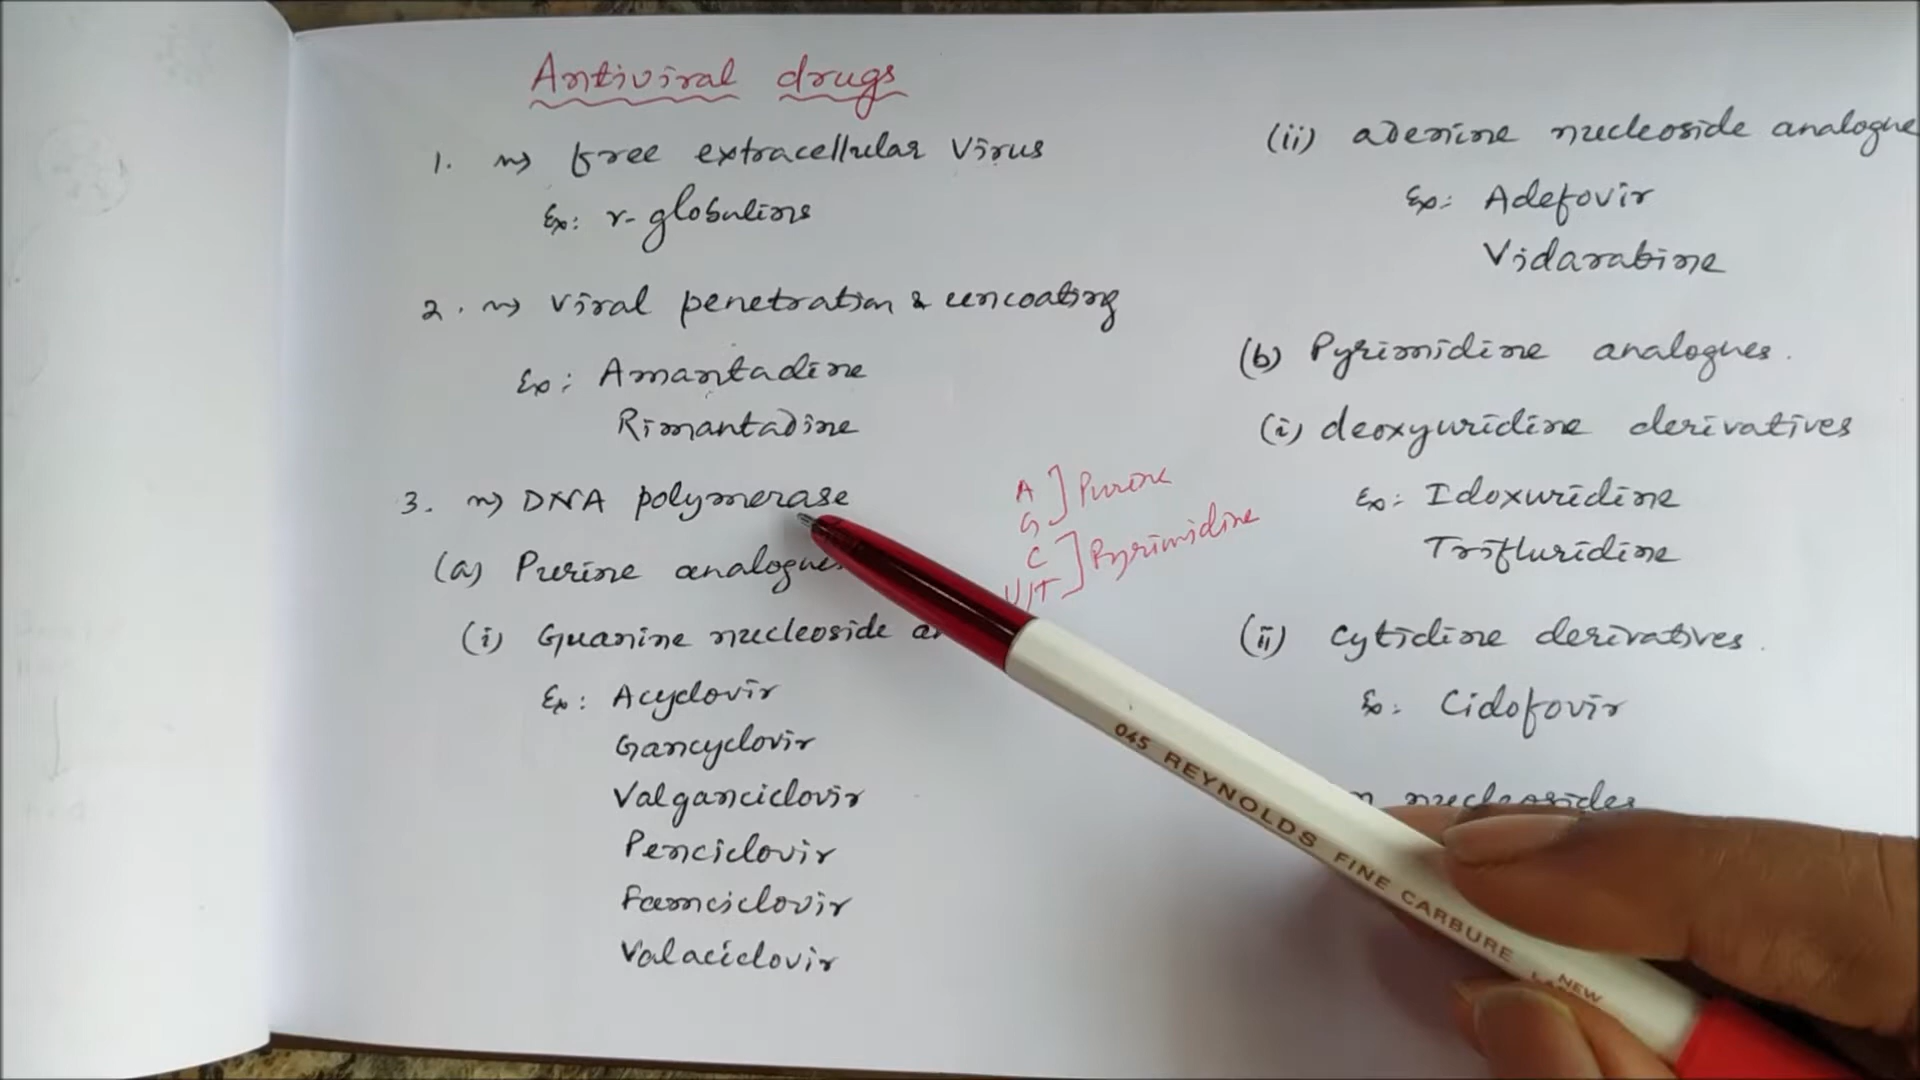 Antiviral drugs
1. ~> free extracellular Virus
Ex: r-globulins
2. ~> Viral penetration & uncoating
Ex: Amantadine
Rimantadine
3. ~> DNA polymerase
(a) Purine analogue
(i) Guanine nucleoside
Ex: Acyclovir
Gancyclovir
Valganciclovir
Penciclovir
Famciclovir
Valaciclovir
A
G
] Purine
C
U/T
] Pyrimidine
(ii) adenine nucleoside analogue
Ex: Adefovir
Vidarabine
(b) Pyrimidine analogues.
(i) deoxyuridine derivatives
Ex: Idoxuridine
Trifluridine
(ii) cytidine derivatives.
Ex: Cidofovir
nucleosides
045 REYNOLDS FINE CARBURE
NEW